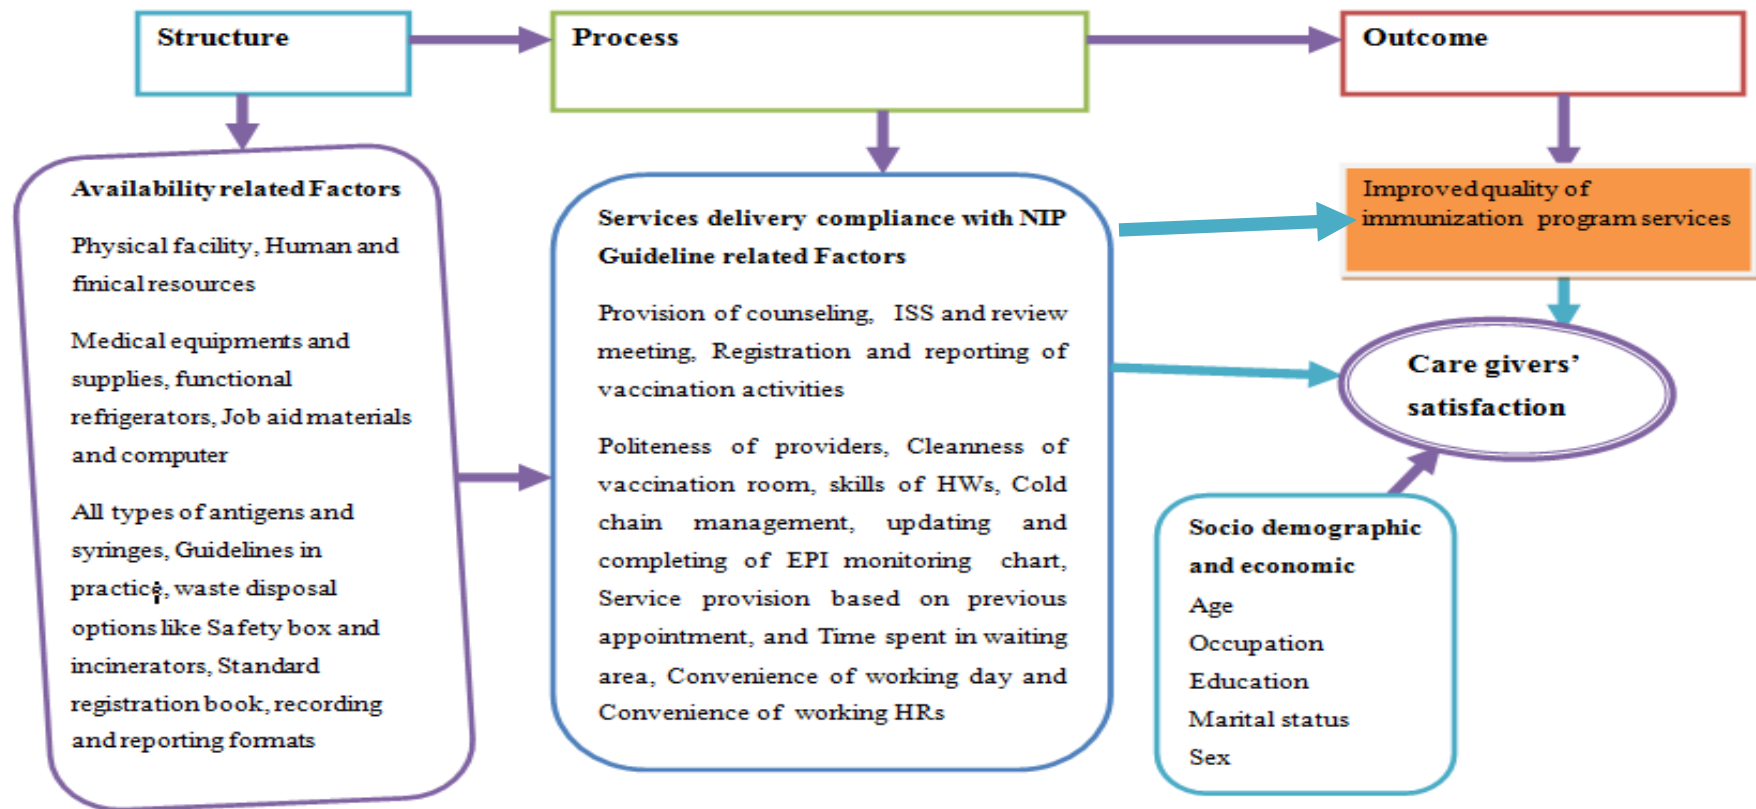 Structure
Process
Outcome
Availability related Factors
Physical facility, Human and
finical resources
Medical equipments and
supplies, functional
refrigerators, Job aid materials
and computer
All types of antigens and
syringes, Guidelines in
practice, waste disposal
options like Safety box and
incinerators, Standard
registration book, recording
and reporting formats
Services delivery compliance with NIP
Guideline related Factors
Provision of counseling, ISS and review
meeting, Registration and reporting of
vaccination activities
Politeness of providers, Cleanness of
vaccination room, skills of HWs, Cold
chain management, updating and
completing of EPI monitoring chart,
Service provision based on previous
appointment, and Time spent in waiting
area, Convenience of working day and
Convenience of working HRs
Improved quality of
immunization program services
Care givers’
satisfaction
Socio demographic
and economic
Age
Occupation
Education
Marital status
Sex